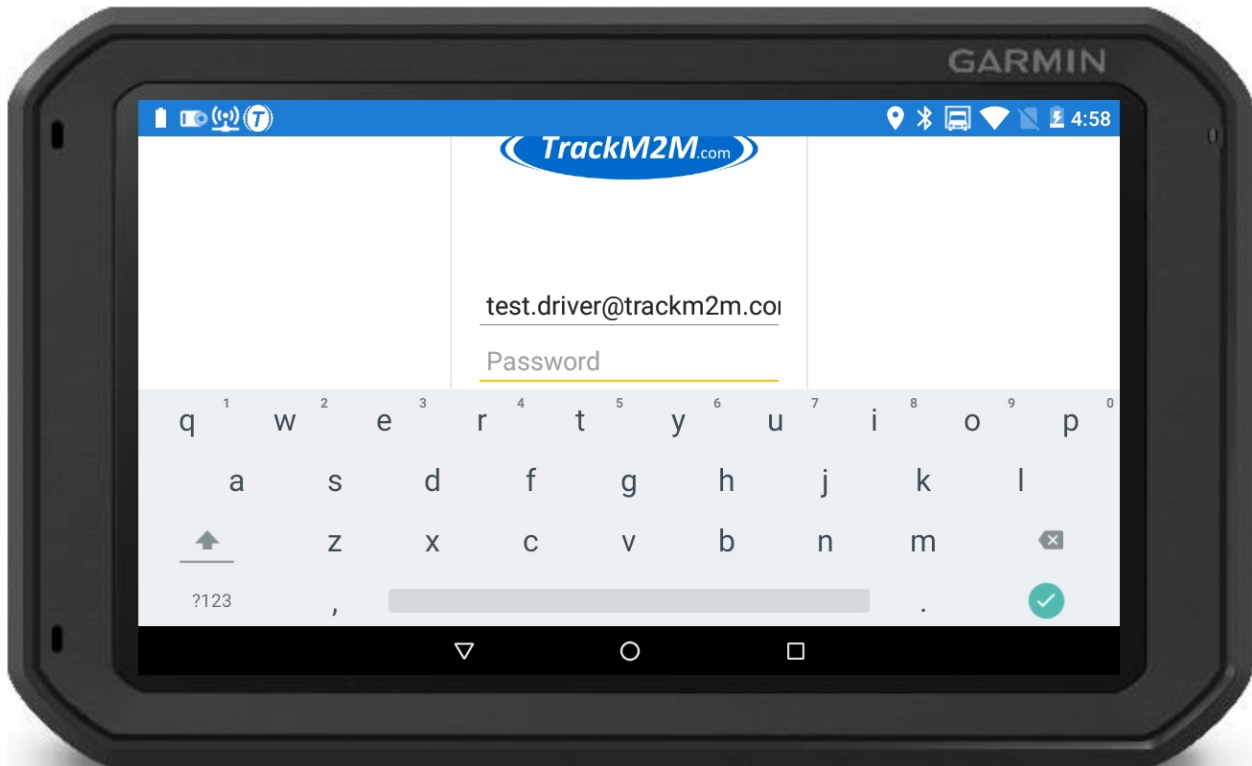 GARMIN
T 4:58
TrackM2M.com
test.driver@trackm2m.co
Password
q 1 w 2 e 3 r 4 t 5 y 6 u 7 i 8 o 9 p 0
a s d f g h j k l
z x c v b n m
?123 , .